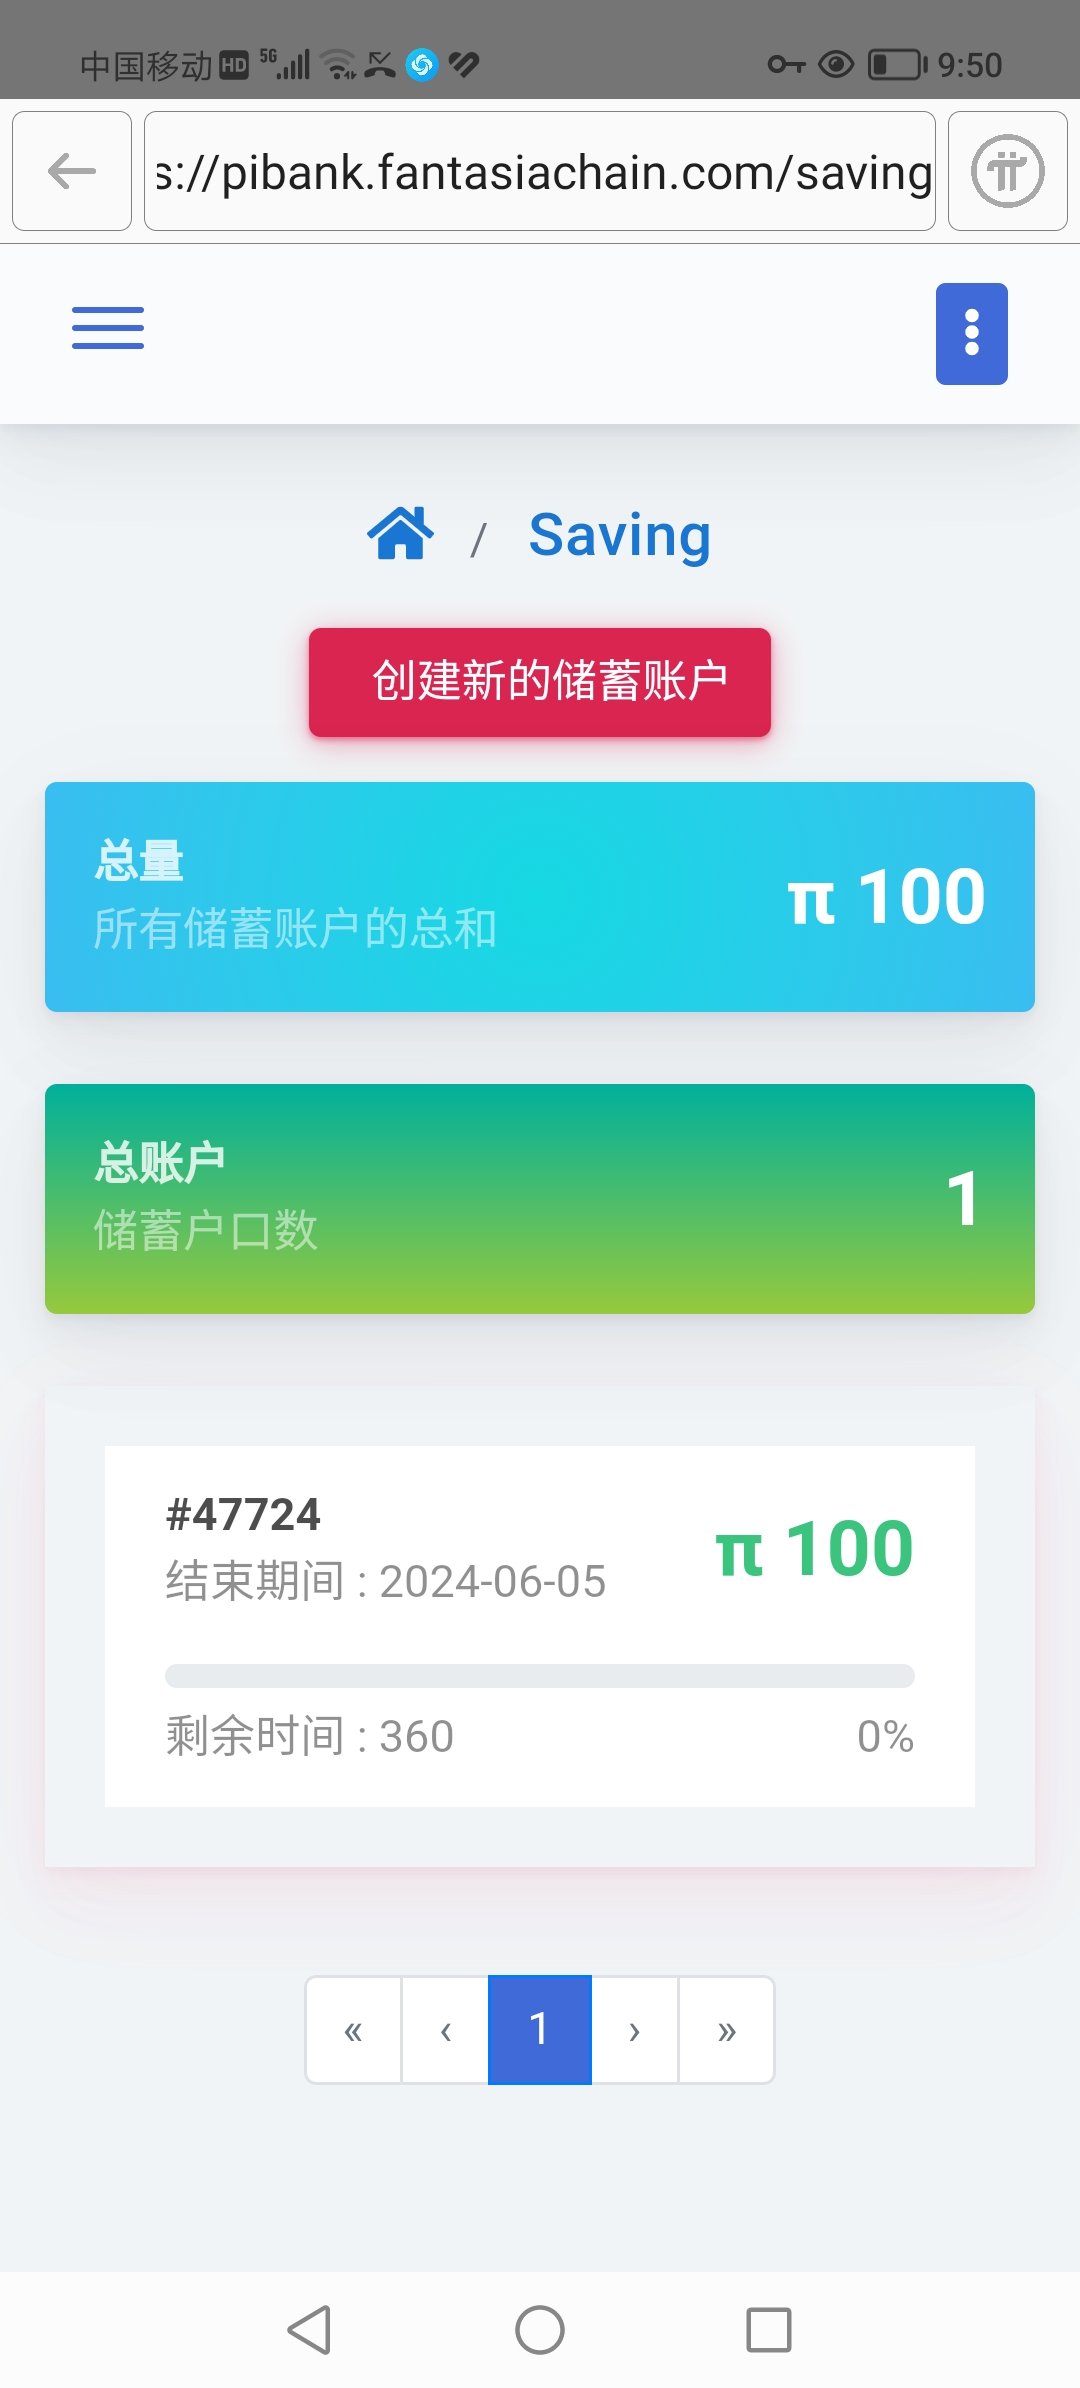 中国移动 HD 5G 9:50
s://pibank.fantasiachain.com/saving
/ Saving
创建新的储蓄账户
总量
所有储蓄账户的总和
π 100
总账户
储蓄户口数
1
#47724
结束期间 : 2024-06-05
π 100
剩余时间 : 360
0%
« ‹ 1 › »